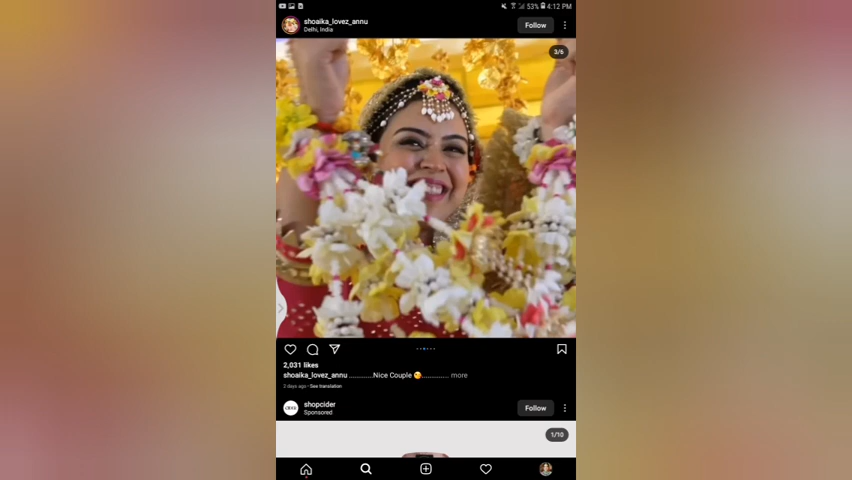 53% 4:12 PM
shoaika_lovez_annu
Delhi, India
Follow
3/6
2,031 likes
shoaika_lovez_annu ............Nice Couple 🤩.............. more
2 days ago · See translation
shopcider
Sponsored
Follow
1/10